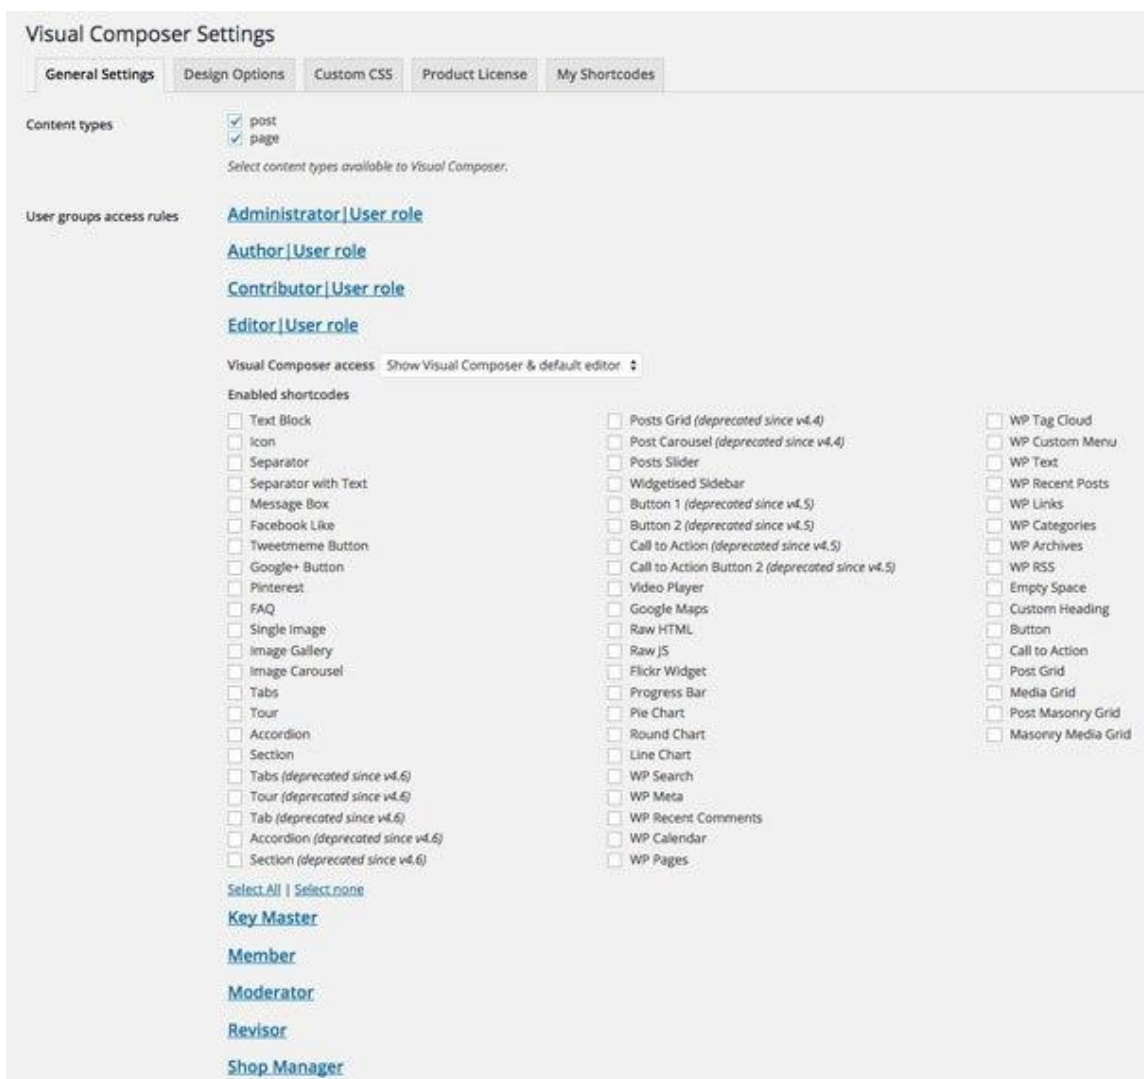 Visual Composer Settings
General Settings Design Options Custom CSS Product License My Shortcodes
Content types
post
page
Select content types available to Visual Composer.
User groups access rules
Administrator|User role
Author|User role
Contributor|User role
Editor|User role
Visual Composer access Show Visual Composer & default editor
Enabled shortcodes
Text Block
Icon
Separator
Separator with Text
Message Box
Facebook Like
Tweetmeme Button
Google+ Button
Pinterest
FAQ
Single Image
Image Gallery
Image Carousel
Tabs
Tour
Accordion
Section
Tabs (deprecated since v4.6)
Tour (deprecated since v4.6)
Tab (deprecated since v4.6)
Accordion (deprecated since v4.6)
Section (deprecated since v4.6)
Posts Grid (deprecated since v4.4)
Post Carousel (deprecated since v4.4)
Posts Slider
Widgetised Sidebar
Button 1 (deprecated since v4.5)
Button 2 (deprecated since v4.5)
Call to Action (deprecated since v4.5)
Call to Action Button 2 (deprecated since v4.5)
Video Player
Google Maps
Raw HTML
Raw JS
Flickr Widget
Progress Bar
Pie Chart
Round Chart
Line Chart
WP Search
WP Meta
WP Recent Comments
WP Calendar
WP Pages
WP Tag Cloud
WP Custom Menu
WP Text
WP Recent Posts
WP Links
WP Categories
WP Archives
WP RSS
Empty Space
Custom Heading
Button
Call to Action
Post Grid
Media Grid
Post Masonry Grid
Masonry Media Grid
Select All | Select none
Key Master
Member
Moderator
Revisor
Shop Manager